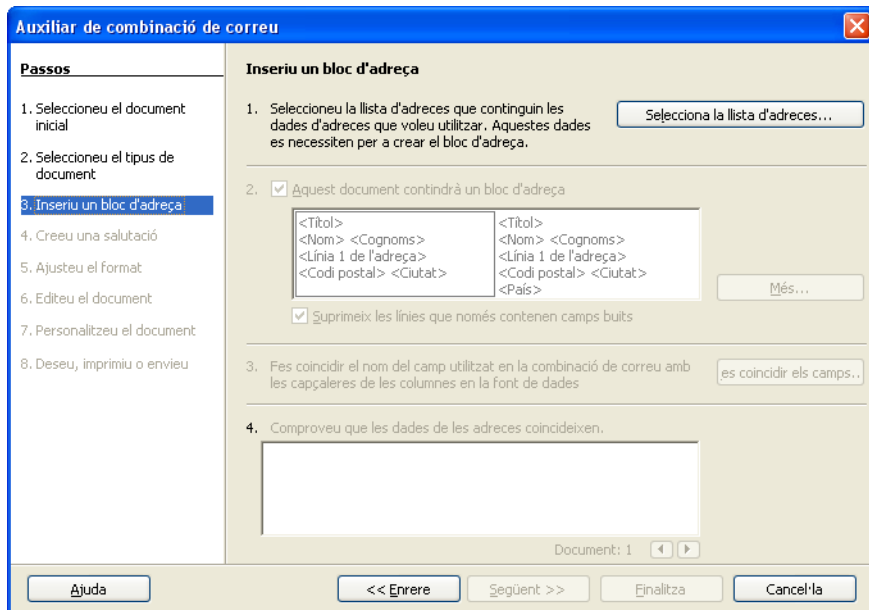 Auxiliar de combinació de correu
Passos
1. Seleccioneu el document
inicial
2. Seleccioneu el tipus de
document
3. Inseriu un bloc d'adreça
4. Creeu una salutació
5. Ajusteu el format
6. Editeu el document
7. Personalitzeu el document
8. Deseu, imprimiu o envieu
Inseriu un bloc d'adreça
1. Seleccioneu la llista d'adreces que continguin les
dades d'adreces que voleu utilitzar. Aquestes dades
es necessiten per a crear el bloc d'adreça.
Selecciona la llista d'adreces...
2. Aquest document contindrà un bloc d'adreça
<Títol>
<Nom> <Cognoms>
<Línia 1 de l'adreça>
<Codi postal> <Ciutat>
<Títol>
<Nom> <Cognoms>
<Línia 1 de l'adreça>
<Codi postal> <Ciutat>
<País>
Més...
Suprimeix les línies que només contenen camps buits
3. Fes coincidir el nom del camp utilitzat en la combinació de correu amb
les capçaleres de les columnes en la font de dades
es coincidir els camps..
4. Comproveu que les dades de les adreces coincideixen.
Document: 1
Ajuda
<< Enrere
Següent >>
Finalitza
Cancel·la